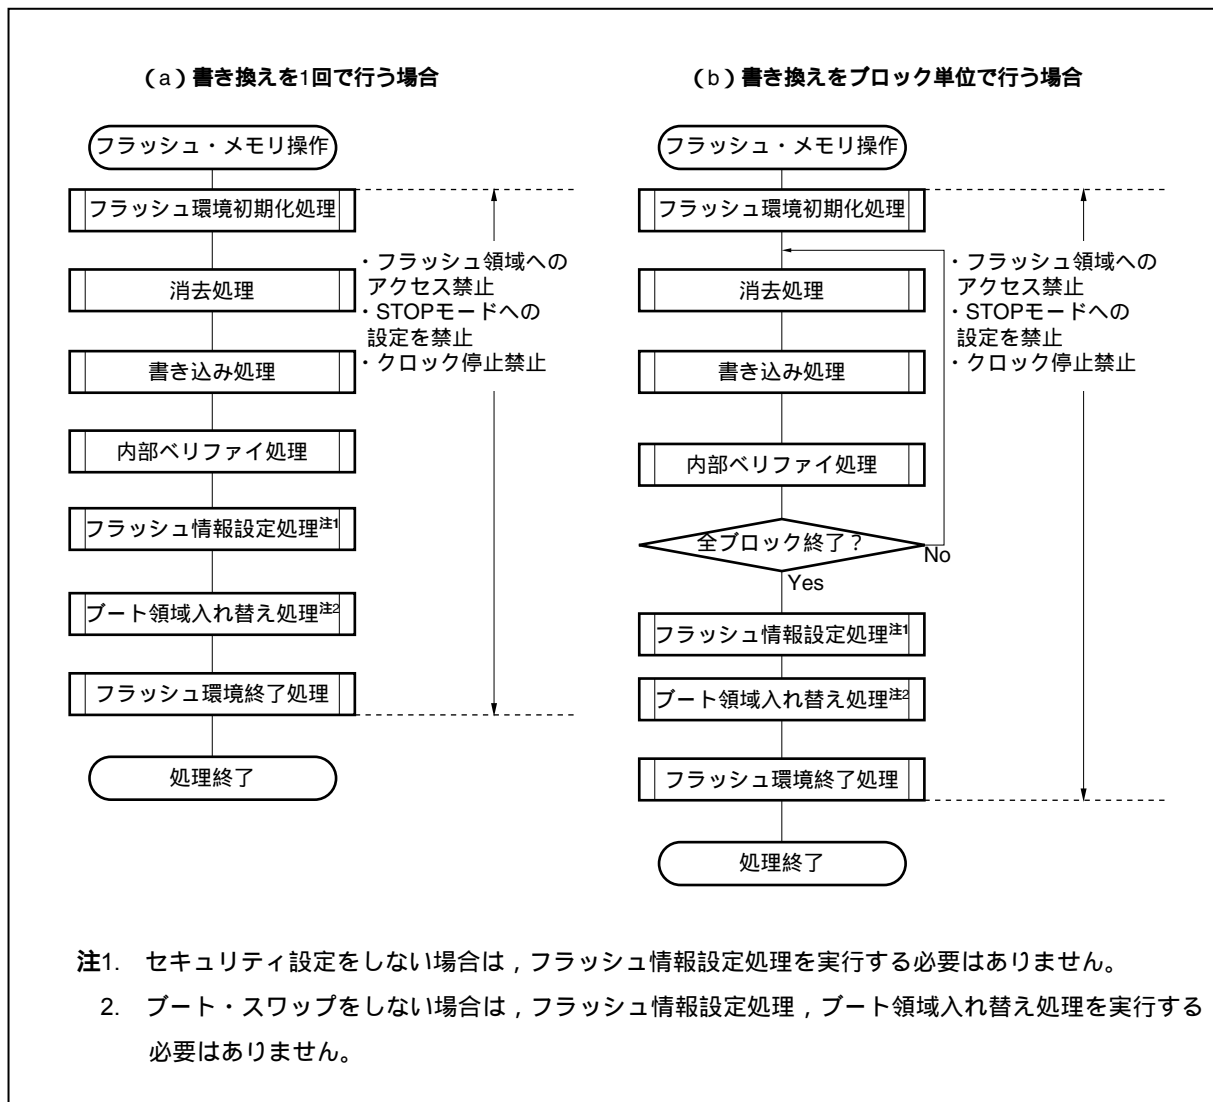 （a）書き換えを1回で行う場合
フラッシュ・メモリ操作
フラッシュ環境初期化処理
消去処理
書き込み処理
内部ベリファイ処理
フラッシュ情報設定処理注1
ブート領域入れ替え処理注2
フラッシュ環境終了処理
処理終了
・フラッシュ領域への
アクセス禁止
・STOPモードへの
設定を禁止
・クロック停止禁止
（b）書き換えをブロック単位で行う場合
フラッシュ・メモリ操作
フラッシュ環境初期化処理
消去処理
書き込み処理
内部ベリファイ処理
全ブロック終了？
No
Yes
フラッシュ情報設定処理注1
ブート領域入れ替え処理注2
フラッシュ環境終了処理
処理終了
・フラッシュ領域への
アクセス禁止
・STOPモードへの
設定を禁止
・クロック停止禁止
注1. セキュリティ設定をしない場合は，フラッシュ情報設定処理を実行する必要はありません。
2. ブート・スワップをしない場合は，フラッシュ情報設定処理，ブート領域入れ替え処理を実行する
必要はありません。